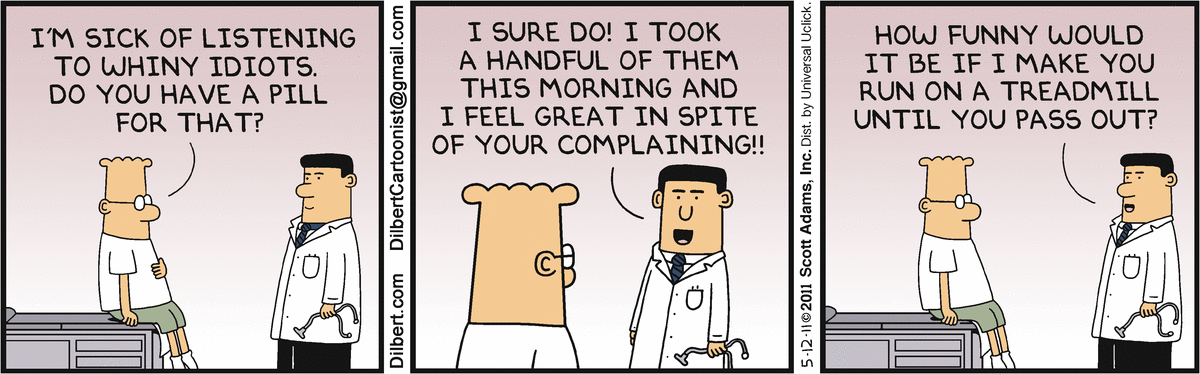 I'M SICK OF LISTENING
TO WHINY IDIOTS.
DO YOU HAVE A PILL
FOR THAT?
DilbertCartoonist@gmail.com
Dilbert.com
I SURE DO! I TOOK
A HANDFUL OF THEM
THIS MORNING AND
I FEEL GREAT IN SPITE
OF YOUR COMPLAINING!!
5-12-11 © 2011 Scott Adams, Inc. Dist. by Universal Uclick.
HOW FUNNY WOULD
IT BE IF I MAKE YOU
RUN ON A TREADMILL
UNTIL YOU PASS OUT?